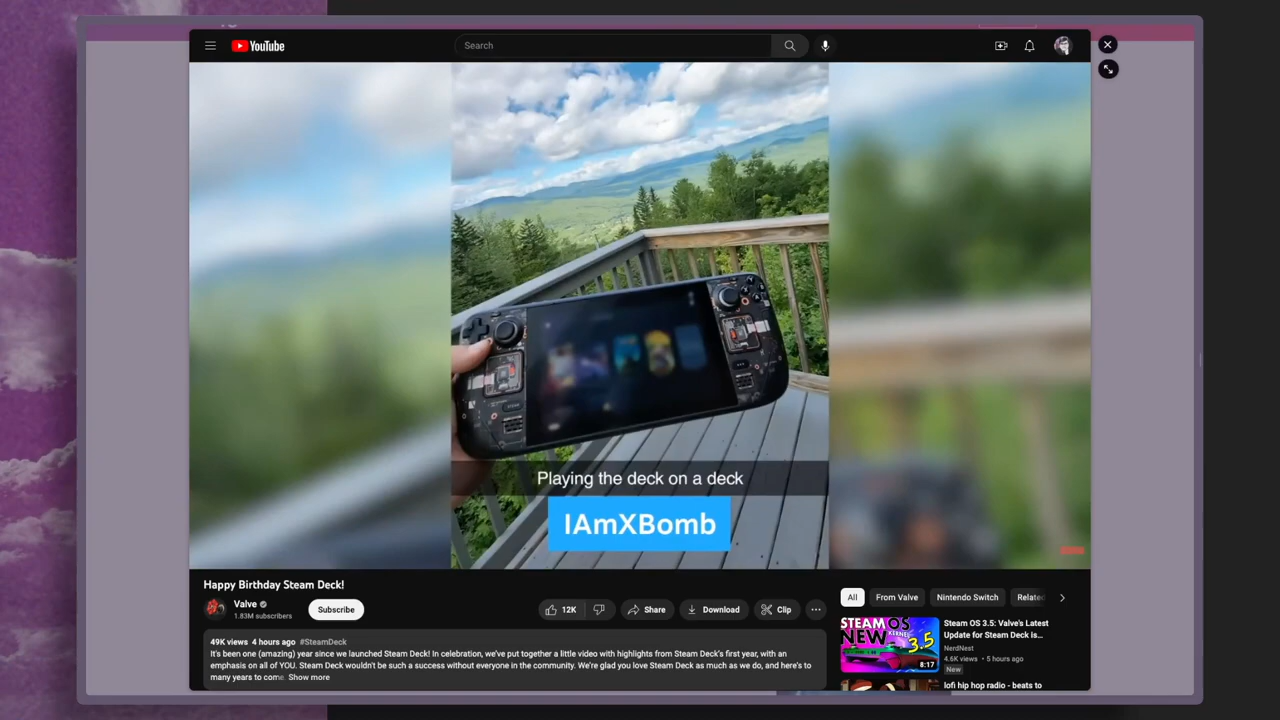 YouTube
Search
Playing the deck on a deck
IAmXBomb
Happy Birthday Steam Deck!
Valve
1.83M subscribers
Subscribe
12K
Share
Download
Clip
49K views 4 hours ago #SteamDeck
It's been one (amazing) year since we launched Steam Deck! In celebration, we've put together a little video with highlights from Steam Deck's first year, with an
emphasis on all of YOU. Steam Deck wouldn't be such a success without everyone in the community. We're glad you love Steam Deck as much as we do, and here's to
many years to come. Show more
All
From Valve
Nintendo Switch
Relate
STEAM OS
NEW
KERNEL
3.5
8:17
Steam OS 3.5: Valve's Latest
Update for Steam Deck is...
NerdNest
4.6K views • 5 hours ago
New
lofi hip hop radio - beats to